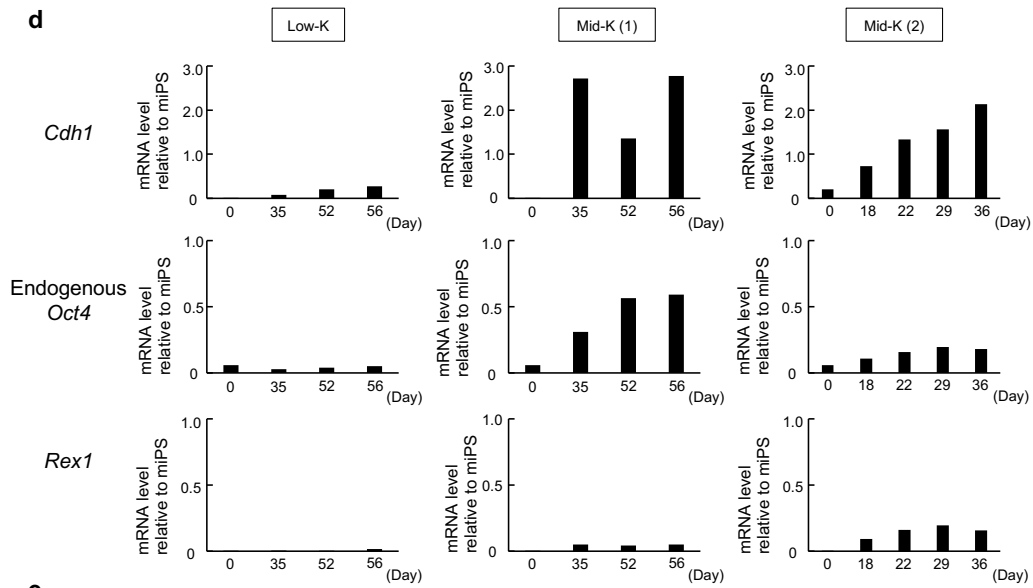 d
Low-K
Mid-K (1)
Mid-K (2)
Cdh1
mRNA level
relative to miPS
3.0
2.0
1.0
0
0 35 52 56 (Day)
mRNA level
relative to miPS
3.0
2.0
1.0
0
0 35 52 56 (Day)
mRNA level
relative to miPS
3.0
2.0
1.0
0
0 18 22 29 36
(Day)
Endogenous
Oct4
mRNA level
relative to miPS
1.0
0.5
0
0 35 52 56 (Day)
mRNA level
relative to miPS
1.0
0.5
0
0 35 52 56 (Day)
mRNA level
relative to miPS
1.0
0.5
0
0 18 22 29 36
(Day)
Rex1
mRNA level
relative to miPS
1.0
0.5
0
0 35 52 56 (Day)
mRNA level
relative to miPS
1.0
0.5
0
0 35 52 56 (Day)
mRNA level
relative to miPS
1.0
0.5
0
0 18 22 29 36
(Day)